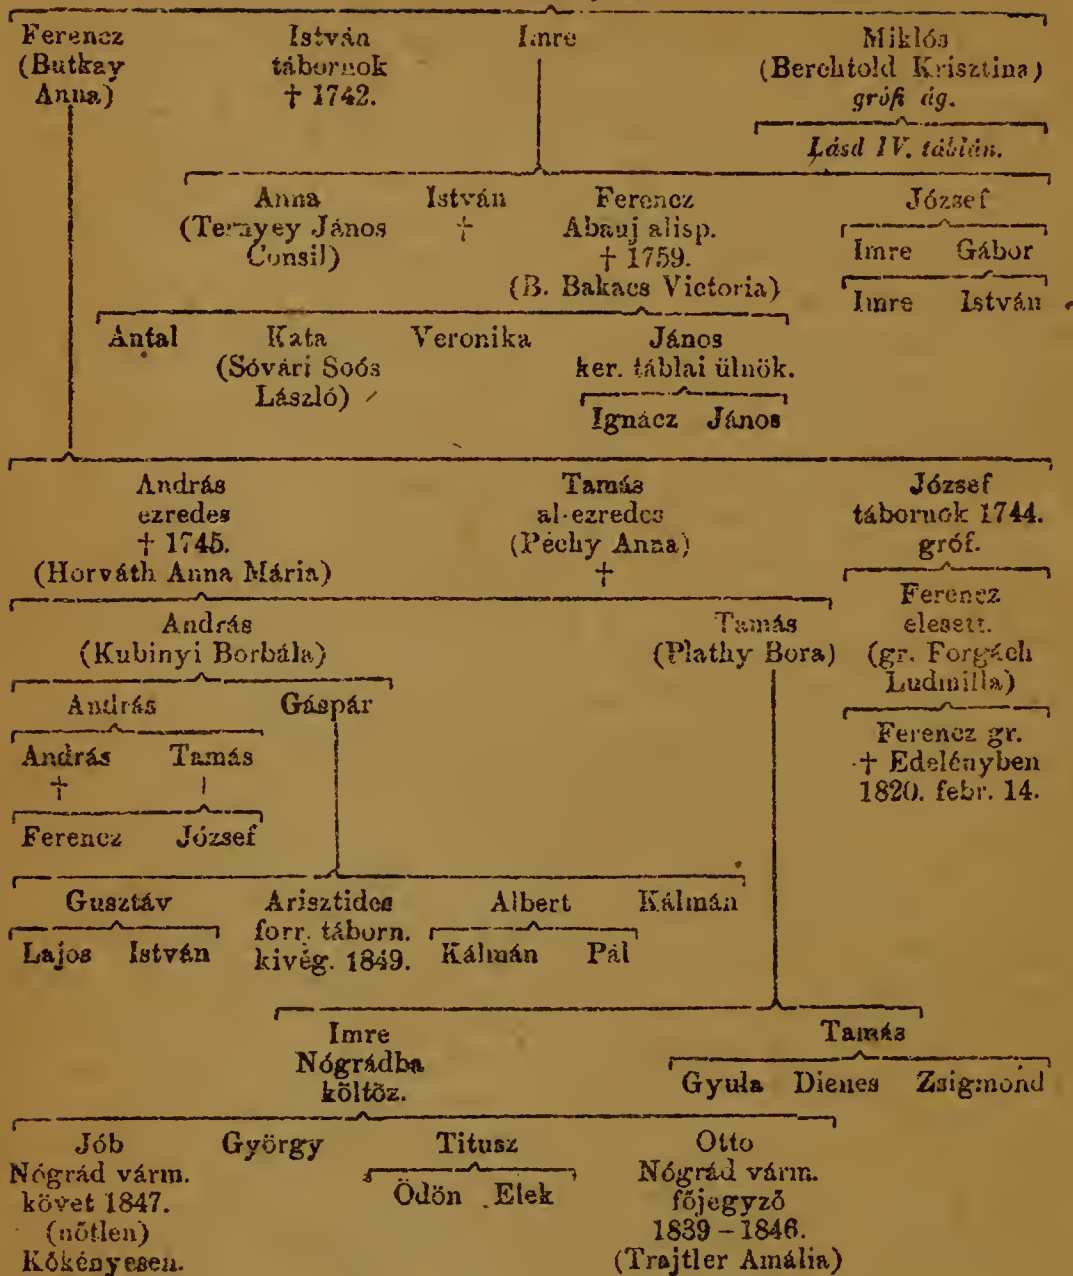 Ferencz István Imre Miklós
(Butkay tábornok (Berchtold Krisztina)
Anna) † 1742. grófi ág.
Lásd IV. táblán.
Anna István Ferencz József
(Ternyey János † Abauj alisp. Imre Gábor
Consil) † 1759.
(B. Bakacs Victoria) Imre István
Antal Kata Veronika János
(Sóvári Soós ker. táblai ülnök.
László) Ignácz János
András Tamás József
ezredes al-ezredes tábornok 1744.
† 1745. (Péchy Anna) gróf.
(Horváth Anna Mária) †
Ferencz
András Tamás elesett.
(Kubinyi Borbála) (Plathy Bora) (gr. Forgách
Ludmilla)
András Gáspár
Ferencz gr.
András Tamás † Edelényben
† 1820. febr. 14.
Ferencz József
Gusztáv Arisztides Albert Kálmán
forr. táborn.
Lajos István kivég. 1849. Kálmán Pál
Imre Tamás
Nógrádba
költöz. Gyula Dienes Zsigmond
Jób György Titusz Otto
Nógrád várm. Ödön Elek Nógrád várm.
követ 1847. főjegyző
(nőtlen) 1839–1846.
Kökényesen. (Trajtler Amália)